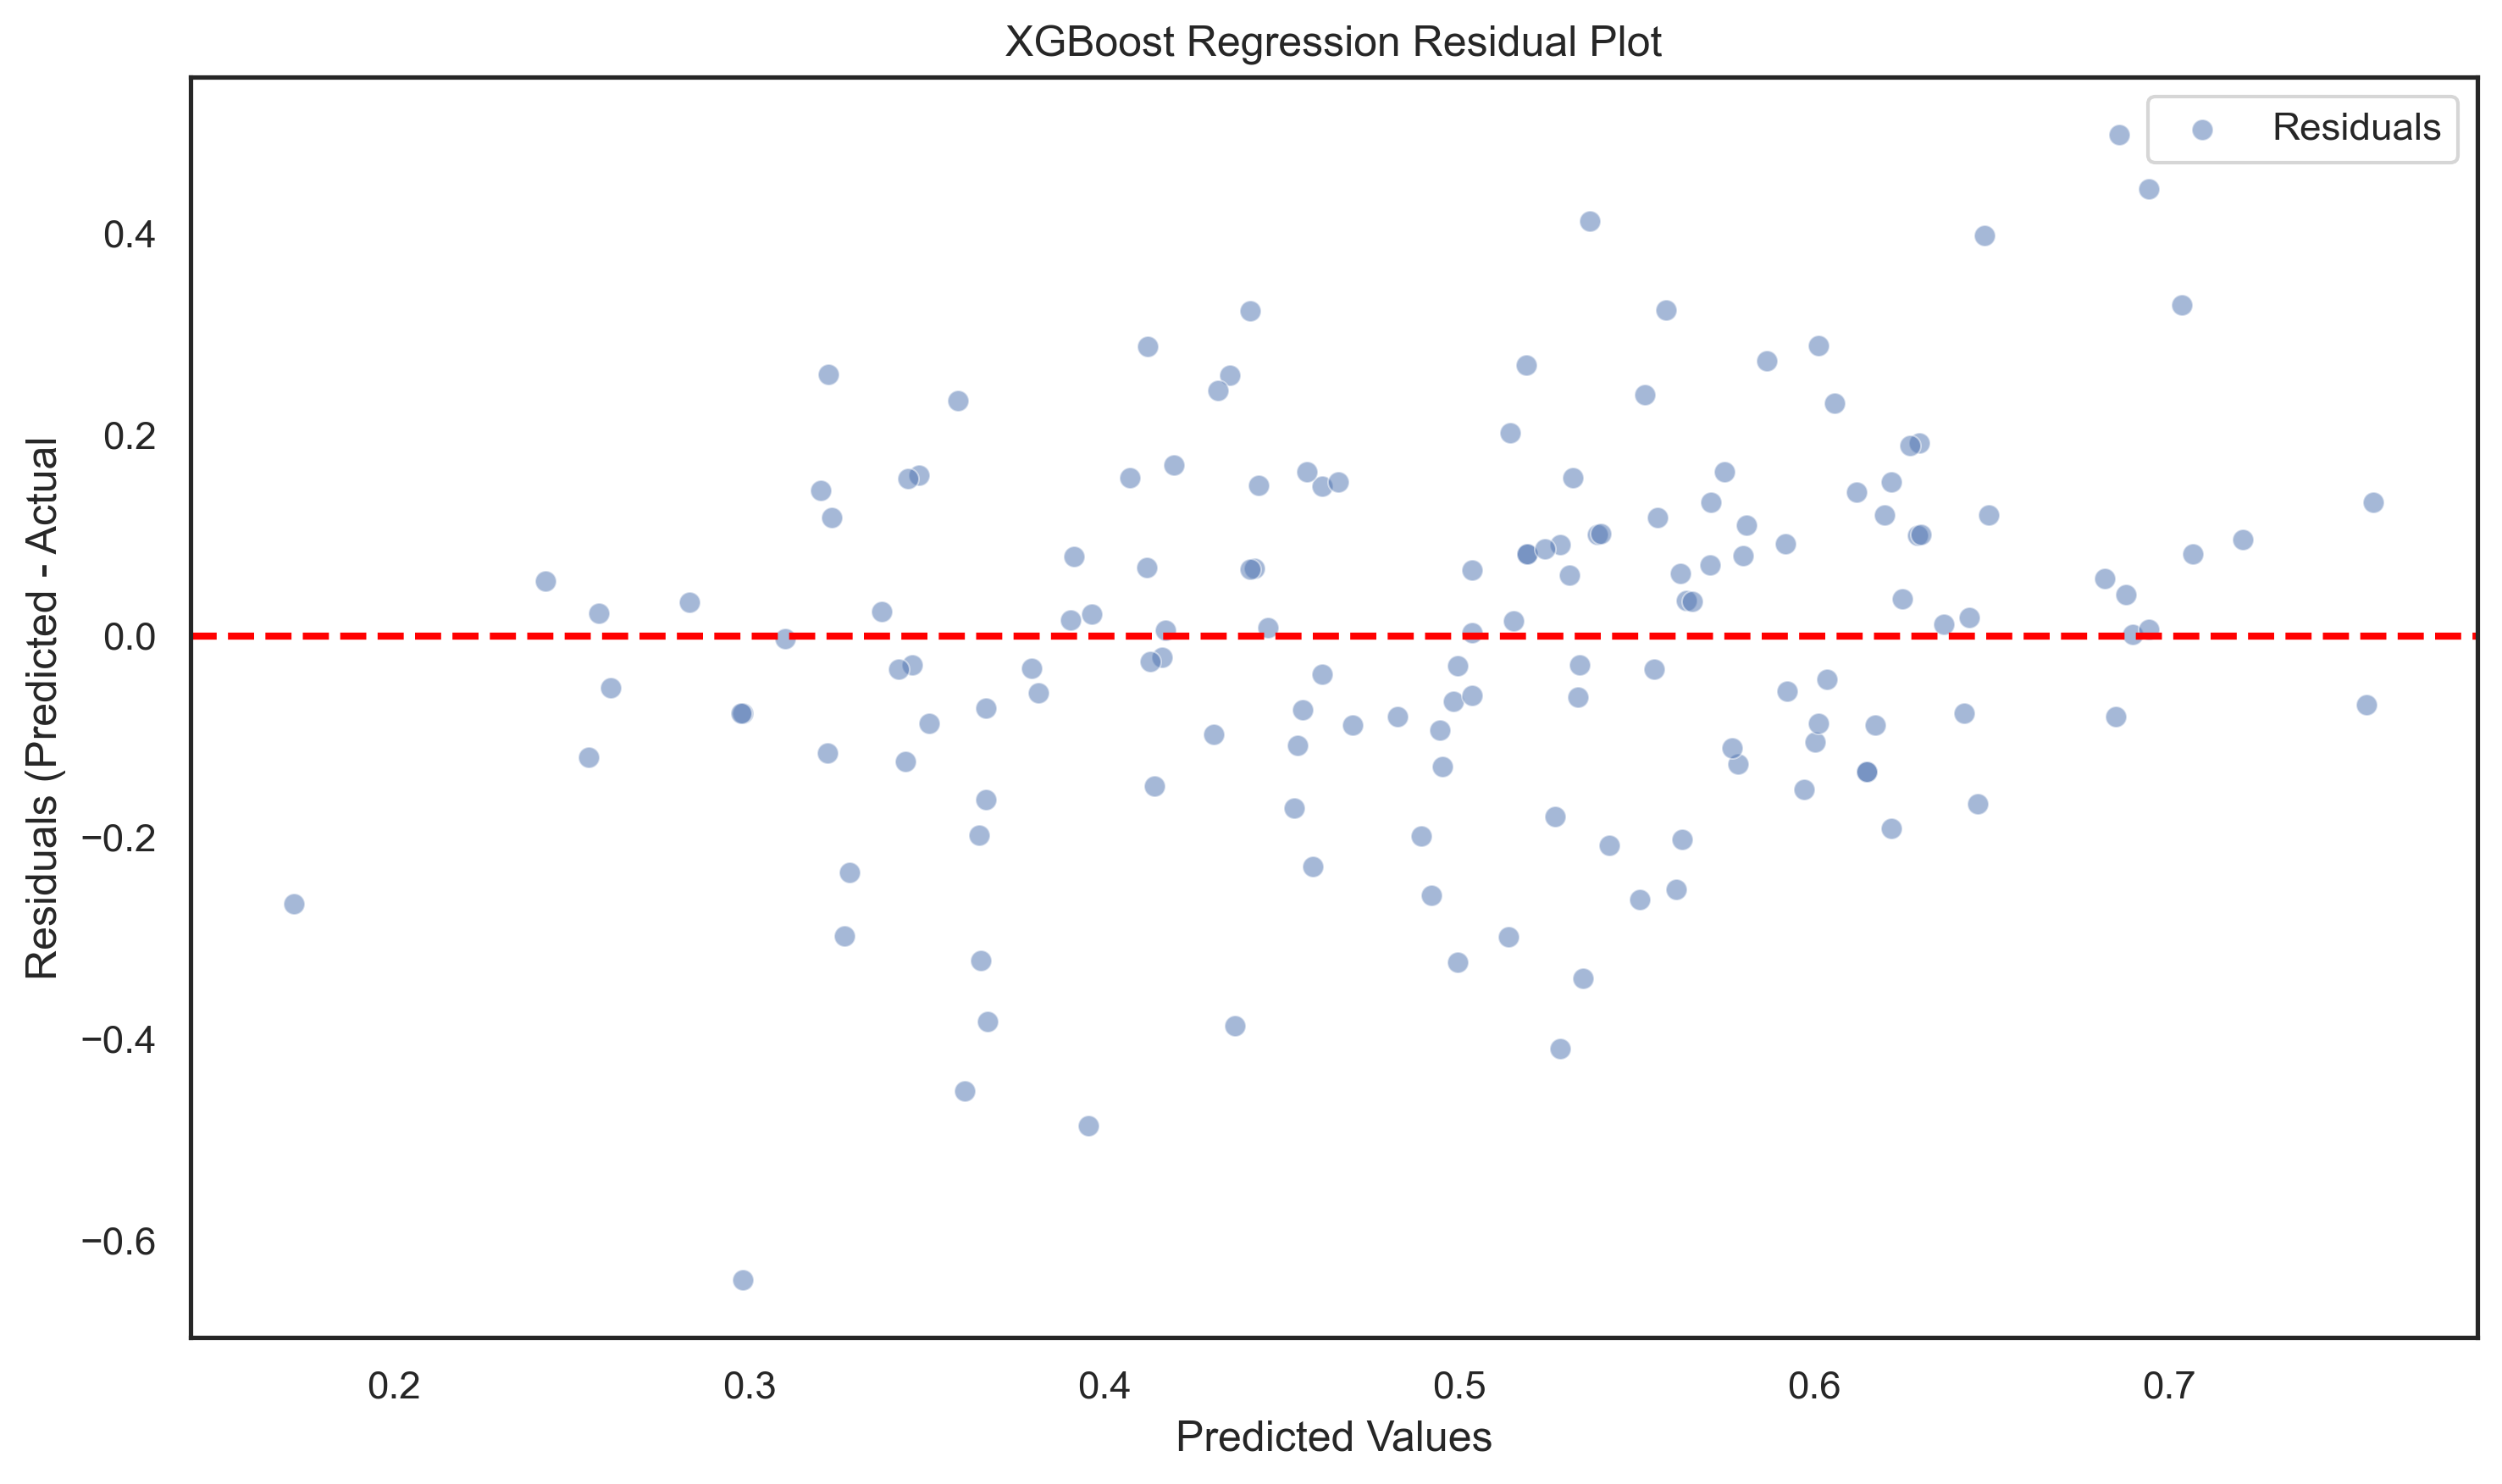 XGBoost Regression Residual Plot
Residuals
0.4
0.2
0.0
−0.2
−0.4
−0.6
Residuals (Predicted - Actual
0.2 0.3 0.4 0.5 0.6 0.7
Predicted Values